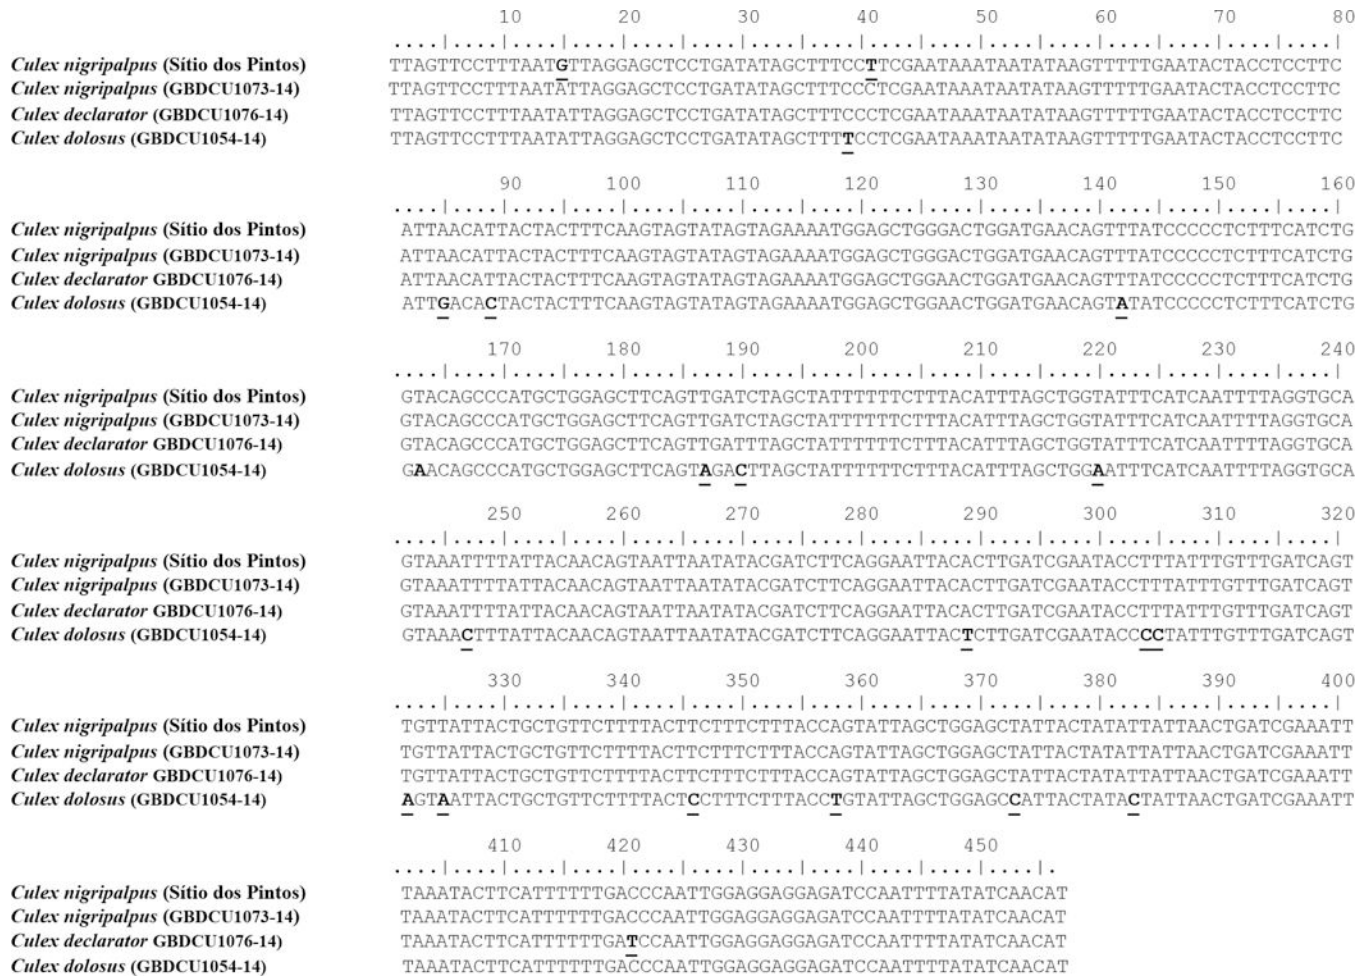 10 20 30 40 50 60 70 80
....|....|....|....|....|....|....|....|....|....|....|....|....|....|....|....|
Culex nigripalpus (Sítio dos Pintos) TTAGTTCCTTTAATGTTAGGAGCTCCTGATATAGCTTTCCTTCGAATAAATAATATAAGTTTTTGAATACTACCTCCTTC
Culex nigripalpus (GBDCU1073-14) TTAGTTCCTTTAATATTAGGAGCTCCTGATATAGCTTTCCCTCGAATAAATAATATAAGTTTTTGAATACTACCTCCTTC
Culex declarator (GBDCU1076-14) TTAGTTCCTTTAATATTAGGAGCTCCTGATATAGCTTTCCCTCGAATAAATAATATAAGTTTTTGAATACTACCTCCTTC
Culex dolosus (GBDCU1054-14) TTAGTTCCTTTAATATTAGGAGCTCCTGATATAGCTTTTCCTCGAATAAATAATATAAGTTTTTGAATACTACCTCCTTC
90 100 110 120 130 140 150 160
....|....|....|....|....|....|....|....|....|....|....|....|....|....|....|....|
Culex nigripalpus (Sítio dos Pintos) ATTAACATTACTACTTTCAAGTAGTATAGTAGAAAATGGAGCTGGGACTGGATGAACAGTTTATCCCCCTCTTTCATCTG
Culex nigripalpus (GBDCU1073-14) ATTAACATTACTACTTTCAAGTAGTATAGTAGAAAATGGAGCTGGGACTGGATGAACAGTTTATCCCCCTCTTTCATCTG
Culex declarator GBDCU1076-14) ATTAACATTACTACTTTCAAGTAGTATAGTAGAAAATGGAGCTGGAACTGGATGAACAGTTTATCCCCCTCTTTCATCTG
Culex dolosus (GBDCU1054-14) ATTGACACTACTACTTTCAAGTAGTATAGTAGAAAATGGAGCTGGAACTGGATGAACAGTATATCCCCCTCTTTCATCTG
170 180 190 200 210 220 230 240
....|....|....|....|....|....|....|....|....|....|....|....|....|....|....|....|
Culex nigripalpus (Sítio dos Pintos) GTACAGCCCATGCTGGAGCTTCAGTTGATCTAGCTATTTTTTCTTTACATTTAGCTGGTATTTCATCAATTTTAGGTGCA
Culex nigripalpus (GBDCU1073-14) GTACAGCCCATGCTGGAGCTTCAGTTGATCTAGCTATTTTTTCTTTACATTTAGCTGGTATTTCATCAATTTTAGGTGCA
Culex declarator GBDCU1076-14) GTACAGCCCATGCTGGAGCTTCAGTTGATTTAGCTATTTTTTCTTTACATTTAGCTGGTATTTCATCAATTTTAGGTGCA
Culex dolosus (GBDCU1054-14) GAACAGCCCATGCTGGAGCTTCAGTAGACTTAGCTATTTTTTCTTTACATTTAGCTGGAATTTCATCAATTTTAGGTGCA
250 260 270 280 290 300 310 320
....|....|....|....|....|....|....|....|....|....|....|....|....|....|....|....|
Culex nigripalpus (Sítio dos Pintos) GTAAATTTTATTACAACAGTAATTAATATACGATCTTCAGGAATTACACTTGATCGAATACCTTTATTTGTTTGATCAGT
Culex nigripalpus (GBDCU1073-14) GTAAATTTTATTACAACAGTAATTAATATACGATCTTCAGGAATTACACTTGATCGAATACCTTTATTTGTTTGATCAGT
Culex declarator GBDCU1076-14) GTAAATTTTATTACAACAGTAATTAATATACGATCTTCAGGAATTACACTTGATCGAATACCTTTATTTGTTTGATCAGT
Culex dolosus (GBDCU1054-14) GTAAACTTTATTACAACAGTAATTAATATACGATCTTCAGGAATTACTCTTGATCGAATACCCCTATTTGTTTGATCAGT
330 340 350 360 370 380 390 400
....|....|....|....|....|....|....|....|....|....|....|....|....|....|....|....|
Culex nigripalpus (Sítio dos Pintos) TGTTATTACTGCTGTTCTTTTACTTCTTTCTTTACCAGTATTAGCTGGAGCTATTACTATATTATTAACTGATCGAAATT
Culex nigripalpus (GBDCU1073-14) TGTTATTACTGCTGTTCTTTTACTTCTTTCTTTACCAGTATTAGCTGGAGCTATTACTATATTATTAACTGATCGAAATT
Culex declarator GBDCU1076-14) TGTTATTACTGCTGTTCTTTTACTTCTTTCTTTACCAGTATTAGCTGGAGCTATTACTATATTATTAACTGATCGAAATT
Culex dolosus (GBDCU1054-14) AGTAATTACTGCTGTTCTTTTACTCCTTTCTTTACCTGTATTAGCTGGAGCCATTACTATACTATTAACTGATCGAAATT
410 420 430 440 450
....|....|....|....|....|....|....|....|....|....|....|.
Culex nigripalpus (Sítio dos Pintos) TAAATACTTCATTTTTTGACCCAATTGGAGGAGGAGATCCAATTTTATATCAACAT
Culex nigripalpus (GBDCU1073-14) TAAATACTTCATTTTTTGACCCAATTGGAGGAGGAGATCCAATTTTATATCAACAT
Culex declarator GBDCU1076-14) TAAATACTTCATTTTTTGATCCAATTGGAGGAGGAGATCCAATTTTATATCAACAT
Culex dolosus (GBDCU1054-14) TAAATACTTCATTTTTTGACCCAATTGGAGGAGGAGATCCAATTTTATATCAACAT